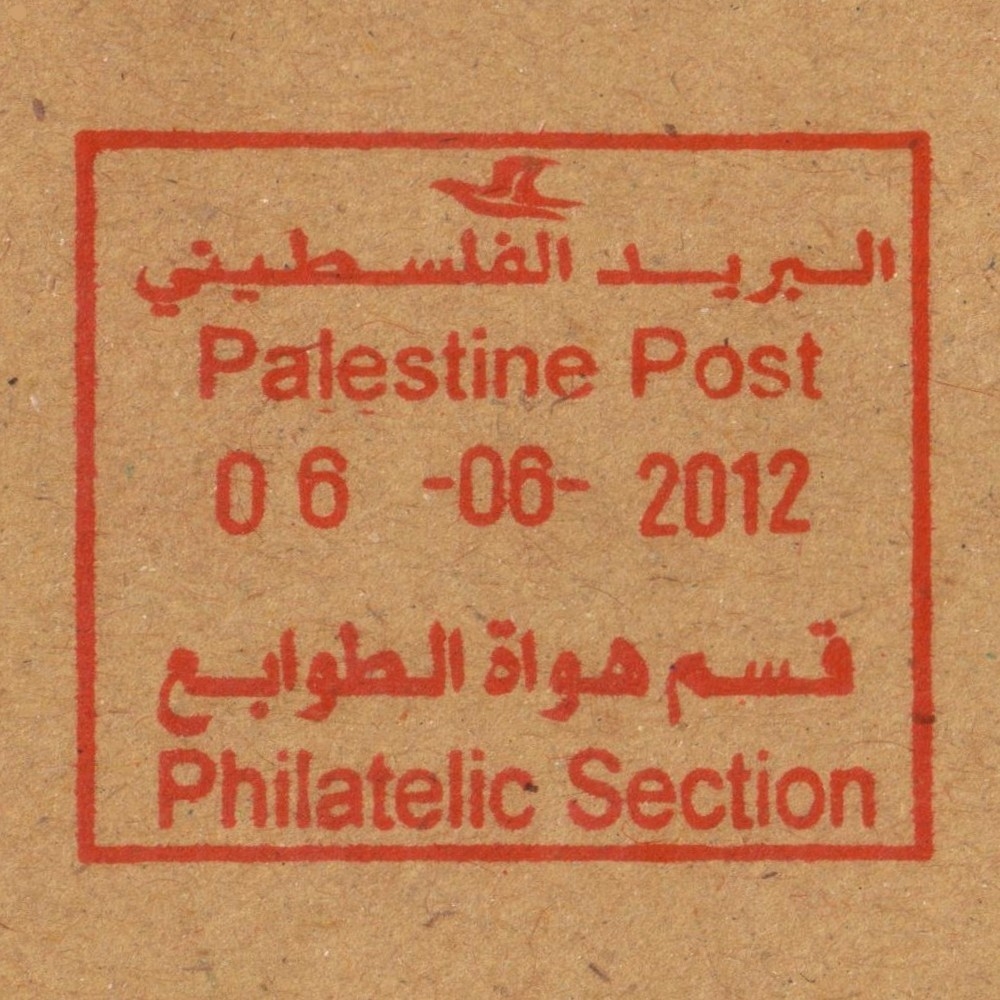 البريد الفلسطيني
Palestine Post
06 -06- 2012
قسم هواة الطوابع
Philatelic Section